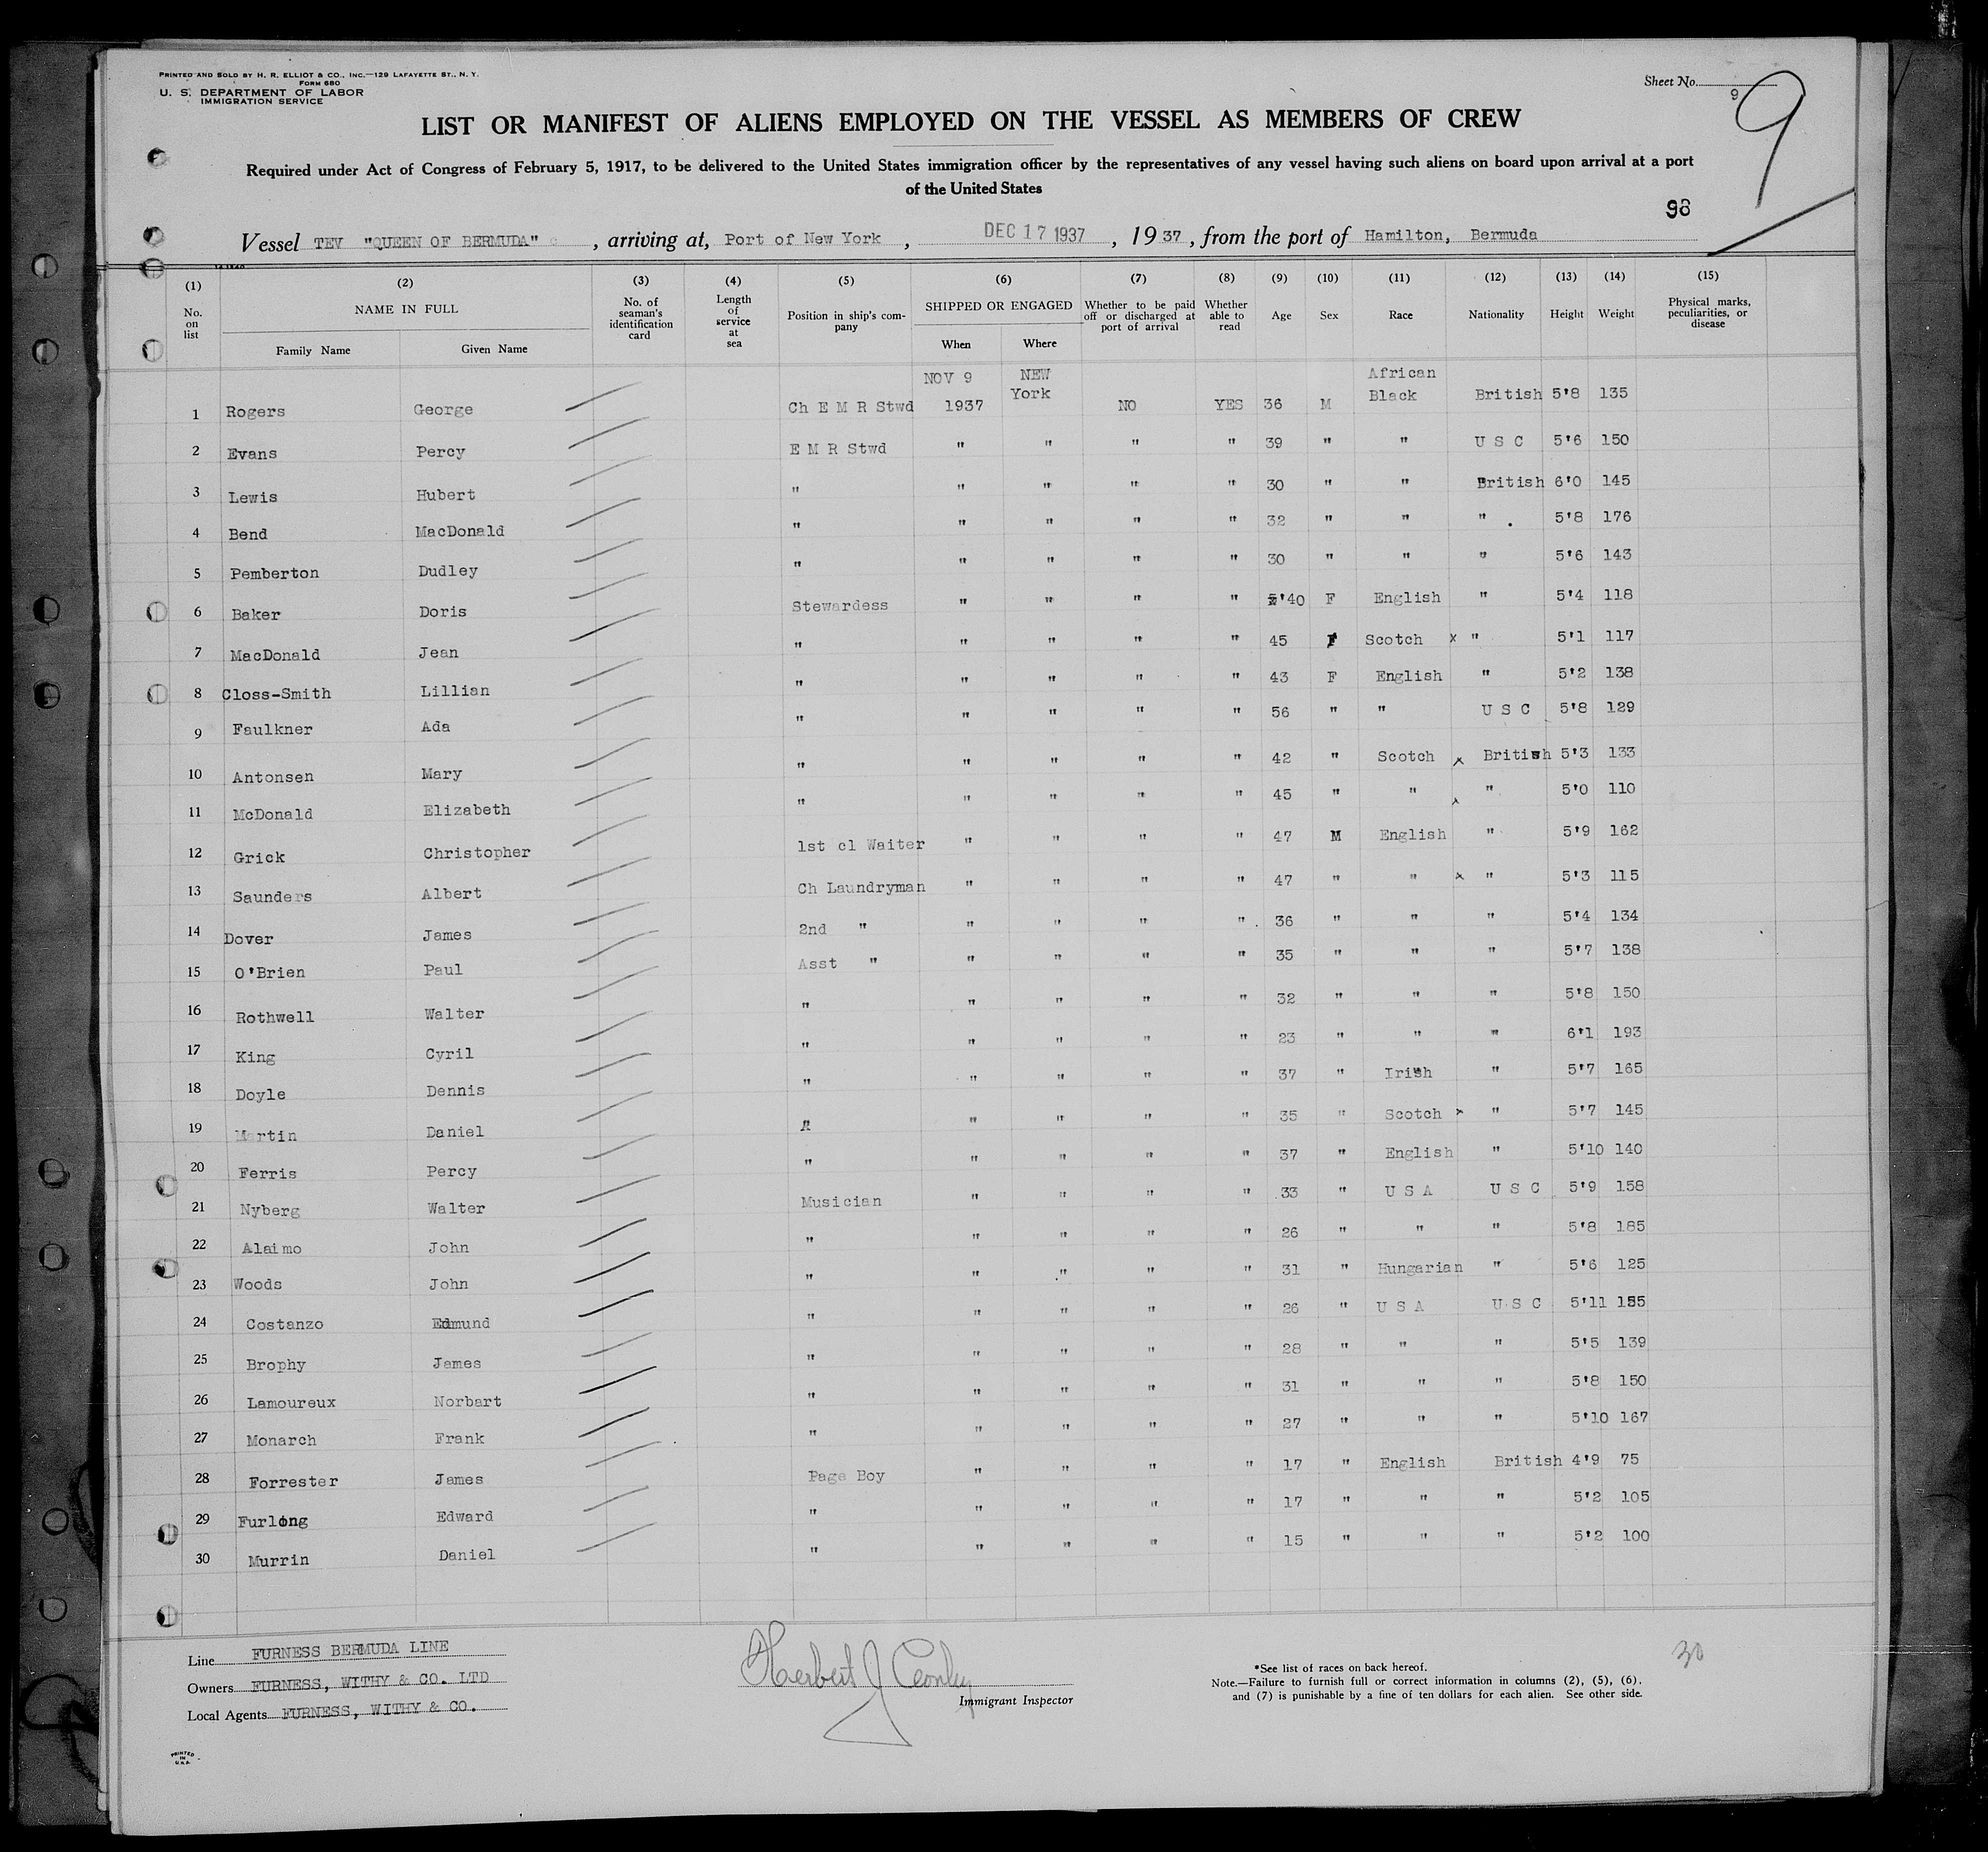 PRINTED AND SOLD BY H. R. ELLIOT & CO., INC.—129 LAFAYETTE ST., N. Y.
FORM 680
U. S. DEPARTMENT OF LABOR
IMMIGRATION SERVICE
Sheet No. 9
9
LIST OR MANIFEST OF ALIENS EMPLOYED ON THE VESSEL AS MEMBERS OF CREW
Required under Act of Congress of February 5, 1917, to be delivered to the United States immigration officer by the representatives of any vessel having such aliens on board upon arrival at a port
of the United States
98
Vessel TEV "QUEEN OF BERMUDA" , arriving at, Port of New York , DEC 17 1937 , 1937 , from the port of Hamilton, Bermuda
(1) (2) (3) (4) (5) (6) (7) (8) (9) (10) (11) (12) (13) (14) (15)
No. on list NAME IN FULL Family Name Given Name No. of seaman's identification card Length of service at sea Position in ship's company SHIPPED OR ENGAGED When Where Whether to be paid off or discharged at port of arrival Whether able to read Age Sex Race Nationality Height Weight Physical marks, peculiarities, or disease
1 Rogers George Ch E M R Stwd NOV 9 1937 NEW York NO YES 36 M African Black British 5'8 135
2 Evans Percy E M R Stwd " " " " 39 " " U S C 5'6 150
3 Lewis Hubert " " " " " 30 " " British 6'0 145
4 Bend MacDonald " " " " " 32 " " " 5'8 176
5 Pemberton Dudley " " " " " 30 " " " 5'6 143
6 Baker Doris Stewardess " " " " 40 F English " 5'4 118
7 MacDonald Jean " " " " " 45 F Scotch x " 5'1 117
8 Closs-Smith Lillian " " " " " 43 F English " 5'2 138
9 Faulkner Ada " " " " " 56 " " U S C 5'8 129
10 Antonsen Mary " " " " " 42 " Scotch x British 5'3 133
11 McDonald Elizabeth " " " " " 45 " " x " 5'0 110
12 Grick Christopher 1st cl Waiter " " " " 47 M English " 5'9 162
13 Saunders Albert Ch Laundryman " " " " 47 " " x " 5'3 115
14 Dover James 2nd " " " " " 36 " " " 5'4 134
15 O'Brien Paul Asst " " " " " 35 " " " 5'7 138
16 Rothwell Walter " " " " " 32 " " " 5'8 150
17 King Cyril " " " " " 23 " " " 6'1 193
18 Doyle Dennis " " " " " 37 " Irish " 5'7 165
19 Martin Daniel " " " " " 35 " Scotch x " 5'7 145
20 Ferris Percy " " " " " 37 " English " 5'10 140
21 Nyberg Walter Musician " " " " 33 " U S A U S C 5'9 158
22 Alaimo John " " " " " 26 " " " 5'8 185
23 Woods John " " " " " 31 " Hungarian " 5'6 125
24 Costanzo Edmund " " " " " 26 " U S A U S C 5'11
25 Brophy James " " " " " 28 " " " 5'5 139
26 Lamoureux Norbart " " " " " 31 " " " 5'8 150
27 Monarch Frank " " " " " 27 " " " 5'10 167
28 Forrester James Page Boy " " " " 17 " English British 4'9 75
29 Furlong Edward " " " " " 17 " " " 5'2 105
30 Murrin Daniel " " " " " 15 " " " 5'2 100
Line FURNESS BERMUDA LINE
Owners FURNESS, WITHY & CO. LTD
Local Agents FURNESS, WITHY & CO.
Herbert J
Immigrant Inspector
*See list of races on back hereof.
Note.—Failure to furnish full or correct information in columns (2), (5), (6),
and (7) is punishable by a fine of ten dollars for each alien. See other side.
30
PRINTED
IN
U.S.A.